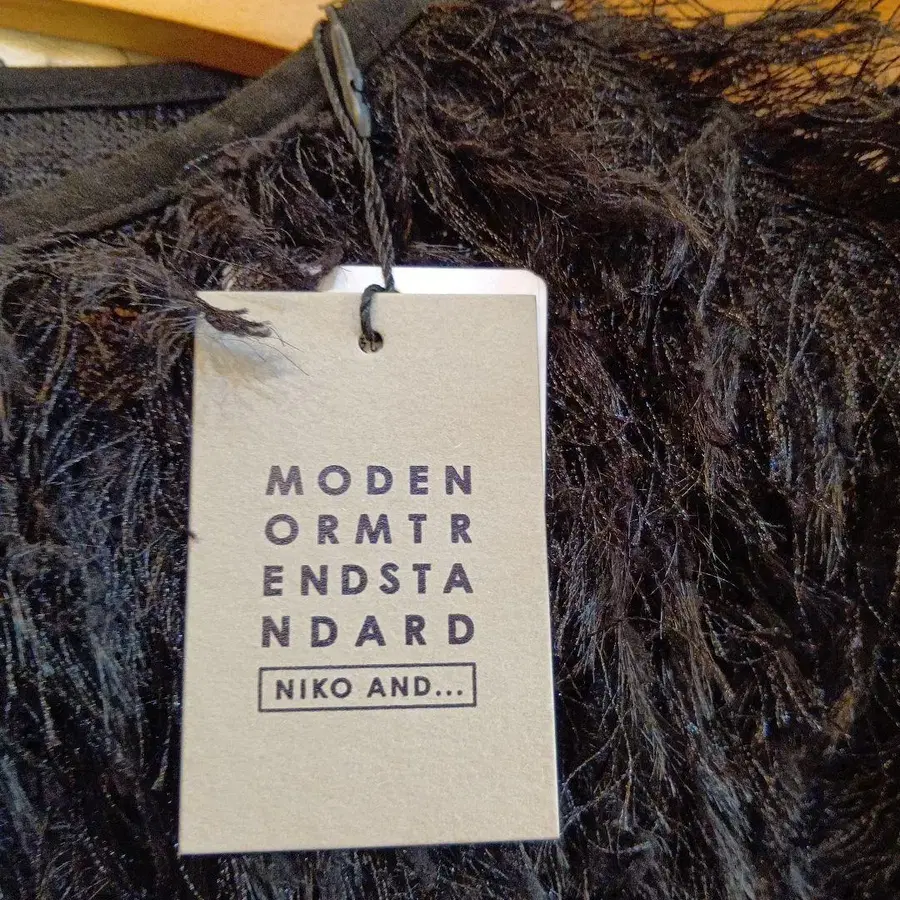 MODEN
ORMTR
ENDSTA
NDARD
NIKO AND...